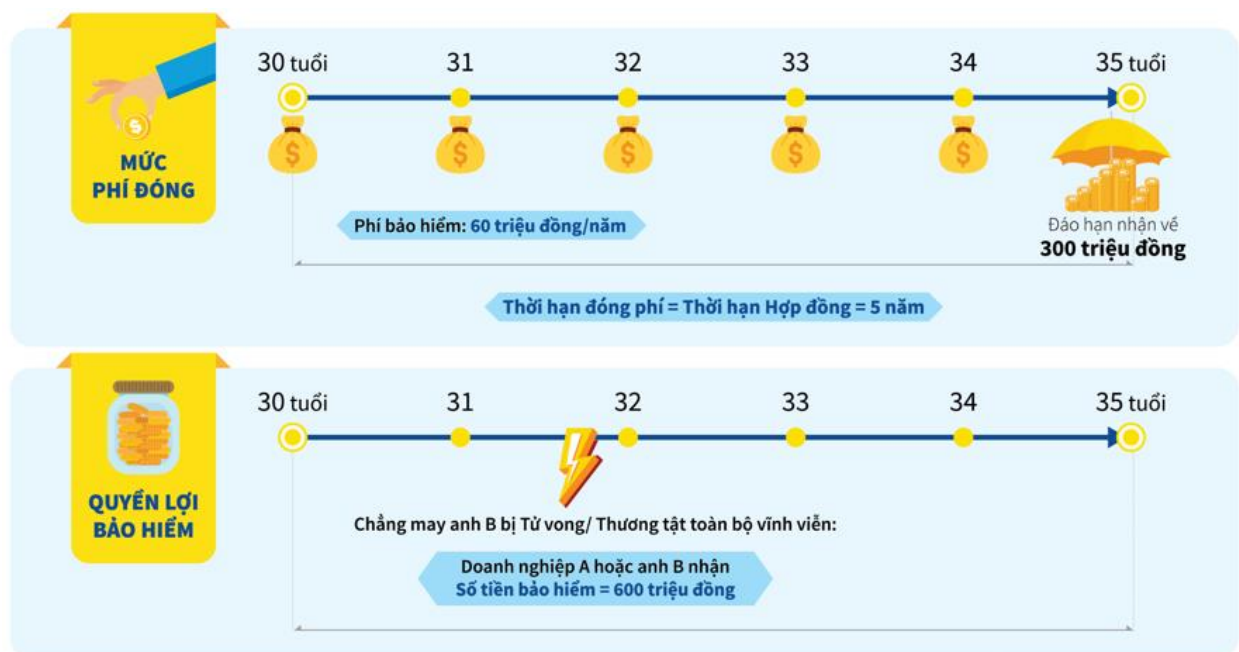 MỨC
PHÍ ĐÓNG
30 tuổi
31
32
33
34
35 tuổi
$
$
$
$
$
$
Phí bảo hiểm: 60 triệu đồng/năm
Đáo hạn nhận về
300 triệu đồng
Thời hạn đóng phí = Thời hạn Hợp đồng = 5 năm
QUYỀN LỢI
BẢO HIỂM
30 tuổi
31
32
33
34
35 tuổi
Chẳng may anh B bị Tử vong/ Thương tật toàn bộ vĩnh viễn:
Doanh nghiệp A hoặc anh B nhận
Số tiền bảo hiểm = 600 triệu đồng